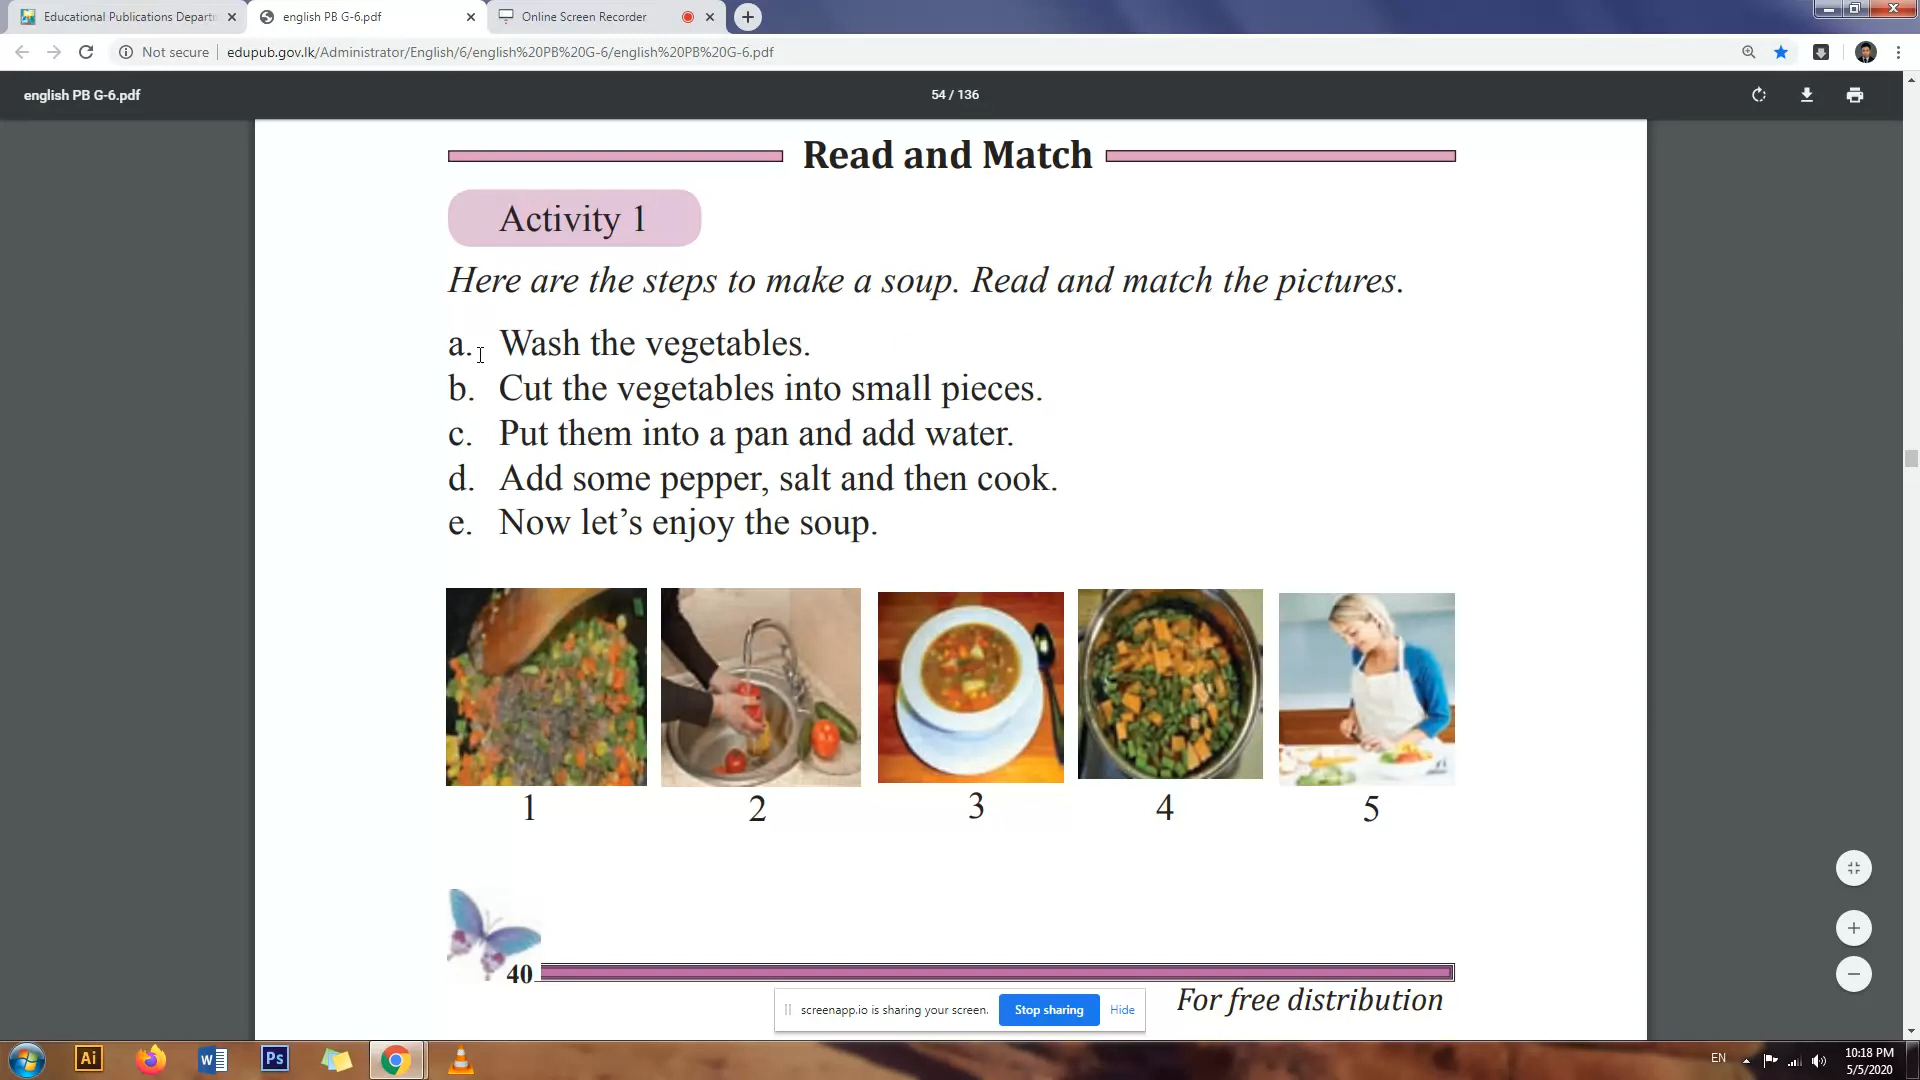 Educational Publications Departm
english PB G-6.pdf
Online Screen Recorder
Not secure
edupub.gov.lk/Administrator/English/6/english%20PB%20G-6/english%20PB%20G-6.pdf
english PB G-6.pdf
54 / 136
Read and Match
Activity 1
Here are the steps to make a soup. Read and match the pictures.
a. Wash the vegetables.
b. Cut the vegetables into small pieces.
c. Put them into a pan and add water.
d. Add some pepper, salt and then cook.
e. Now let’s enjoy the soup.
1 2 3 4 5
40
For free distribution
screenapp.io is sharing your screen. Stop sharing Hide
Ai
W
Ps
EN
10:18 PM
5/5/2020